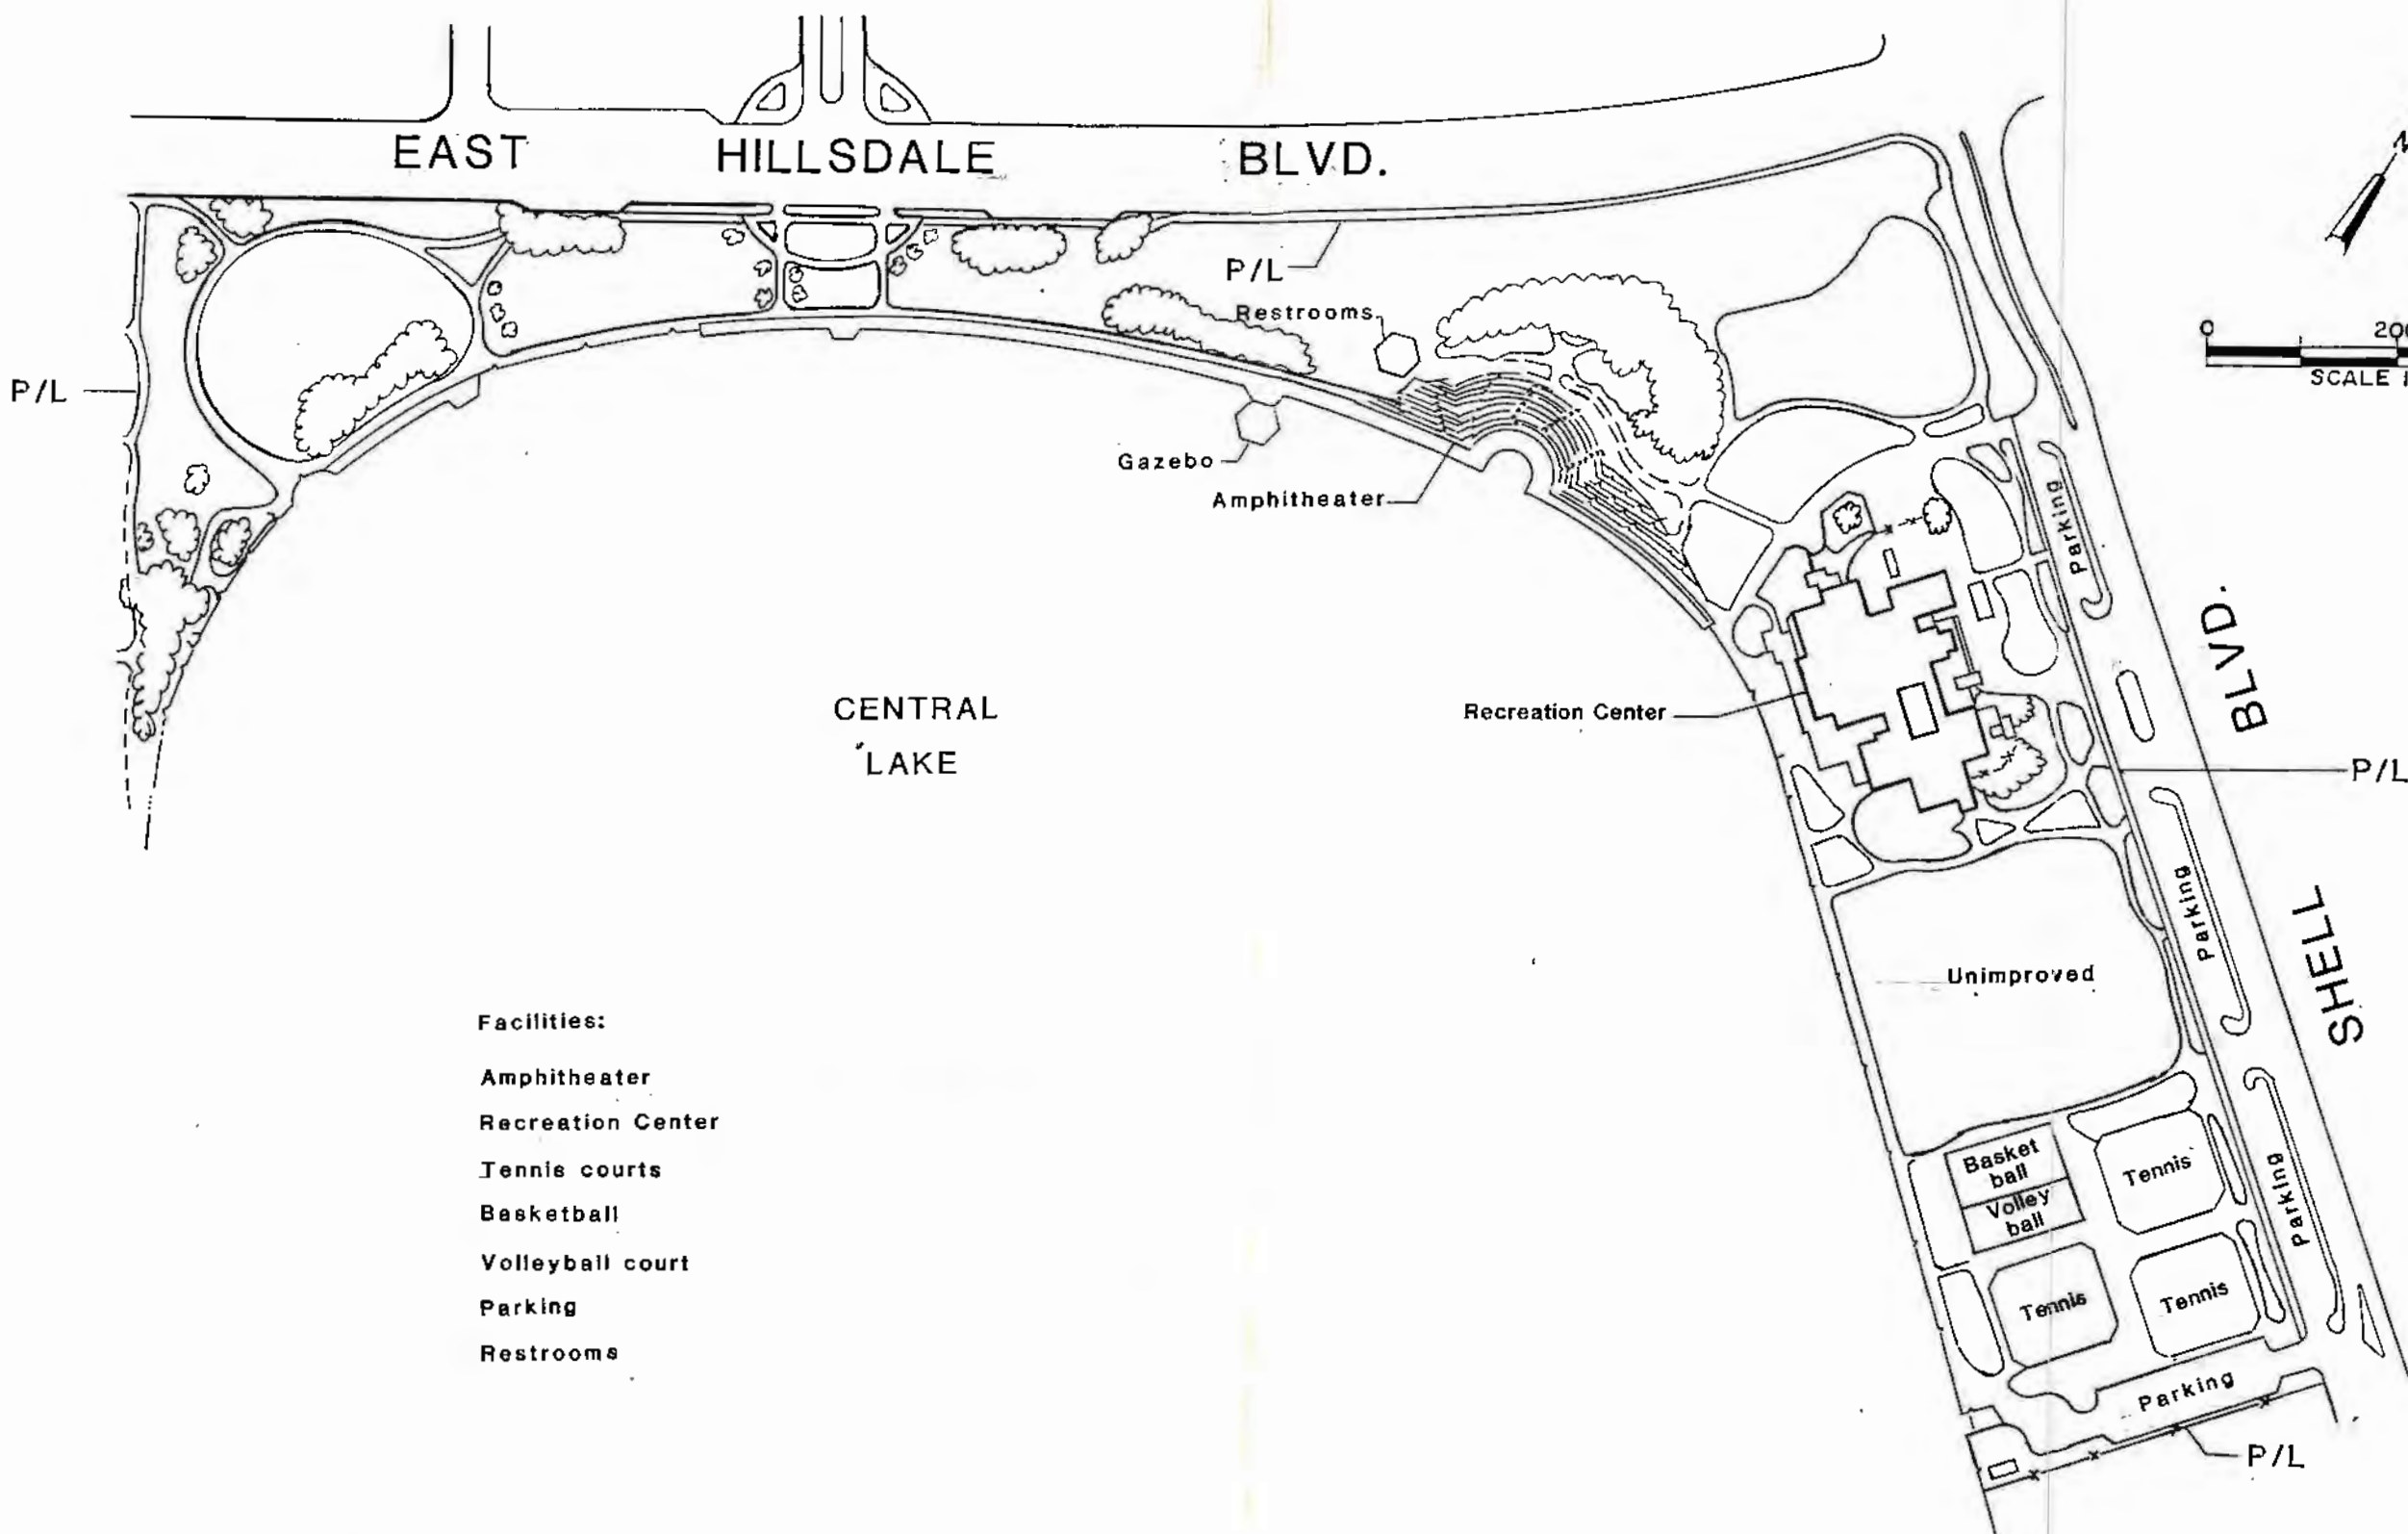 EAST HILLSDALE BLVD.
N
P/L
Restrooms
0 200
SCALE
P/L
Gazebo
Amphitheater
Parking
BLVD.
CENTRAL
LAKE
Recreation Center
P/L
Parking
SHELL
Unimproved
Facilities:
Amphitheater
Recreation Center
Tennis courts
Basketball
Volleyball court
Parking
Restrooms
Basket
ball
Volley
ball
Tennis
Parking
Tennis
Tennis
Parking
P/L